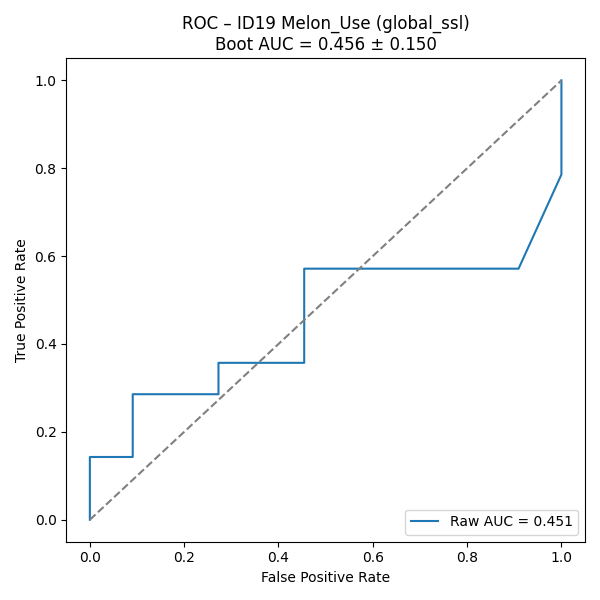 ROC – ID19 Melon_Use (global_ssl)
Boot AUC = 0.456 ± 0.150
1.0
0.8
0.6
0.4
0.2
0.0
True Positive Rate
Raw AUC = 0.451
0.0 0.2 0.4 0.6 0.8 1.0
False Positive Rate